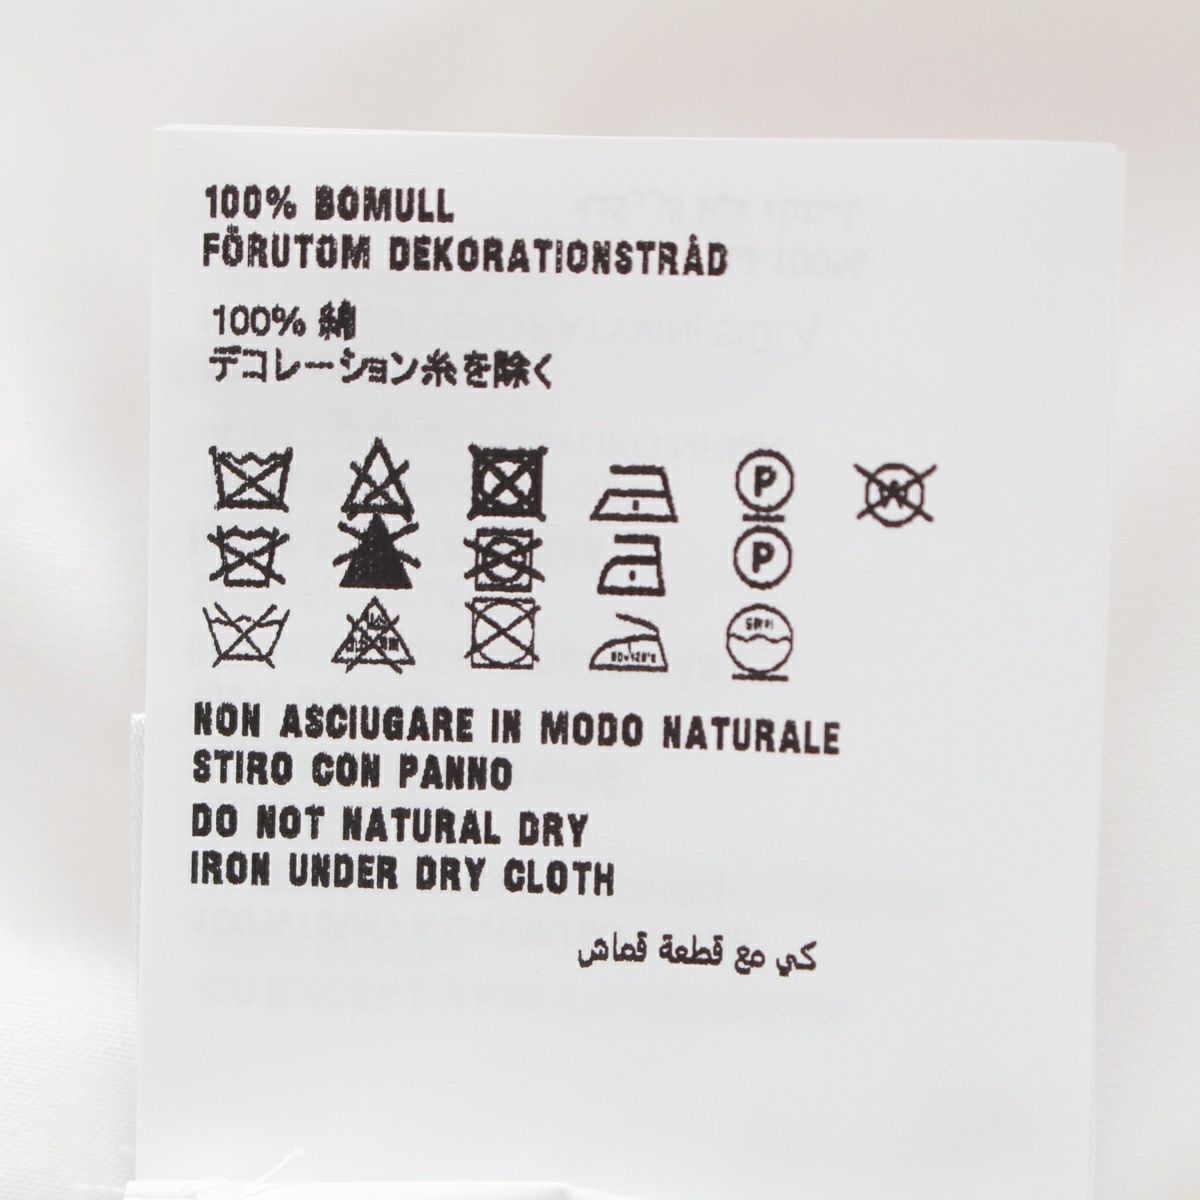 100% BOMULL
FÖRUTOM DEKORATIONSTRÅD
100% 綿
デコレーション糸を除く
P W
P
NON ASCIUGARE IN MODO NATURALE
STIRO CON PANNO
DO NOT NATURAL DRY
IRON UNDER DRY CLOTH
كي مع قطعة قماش